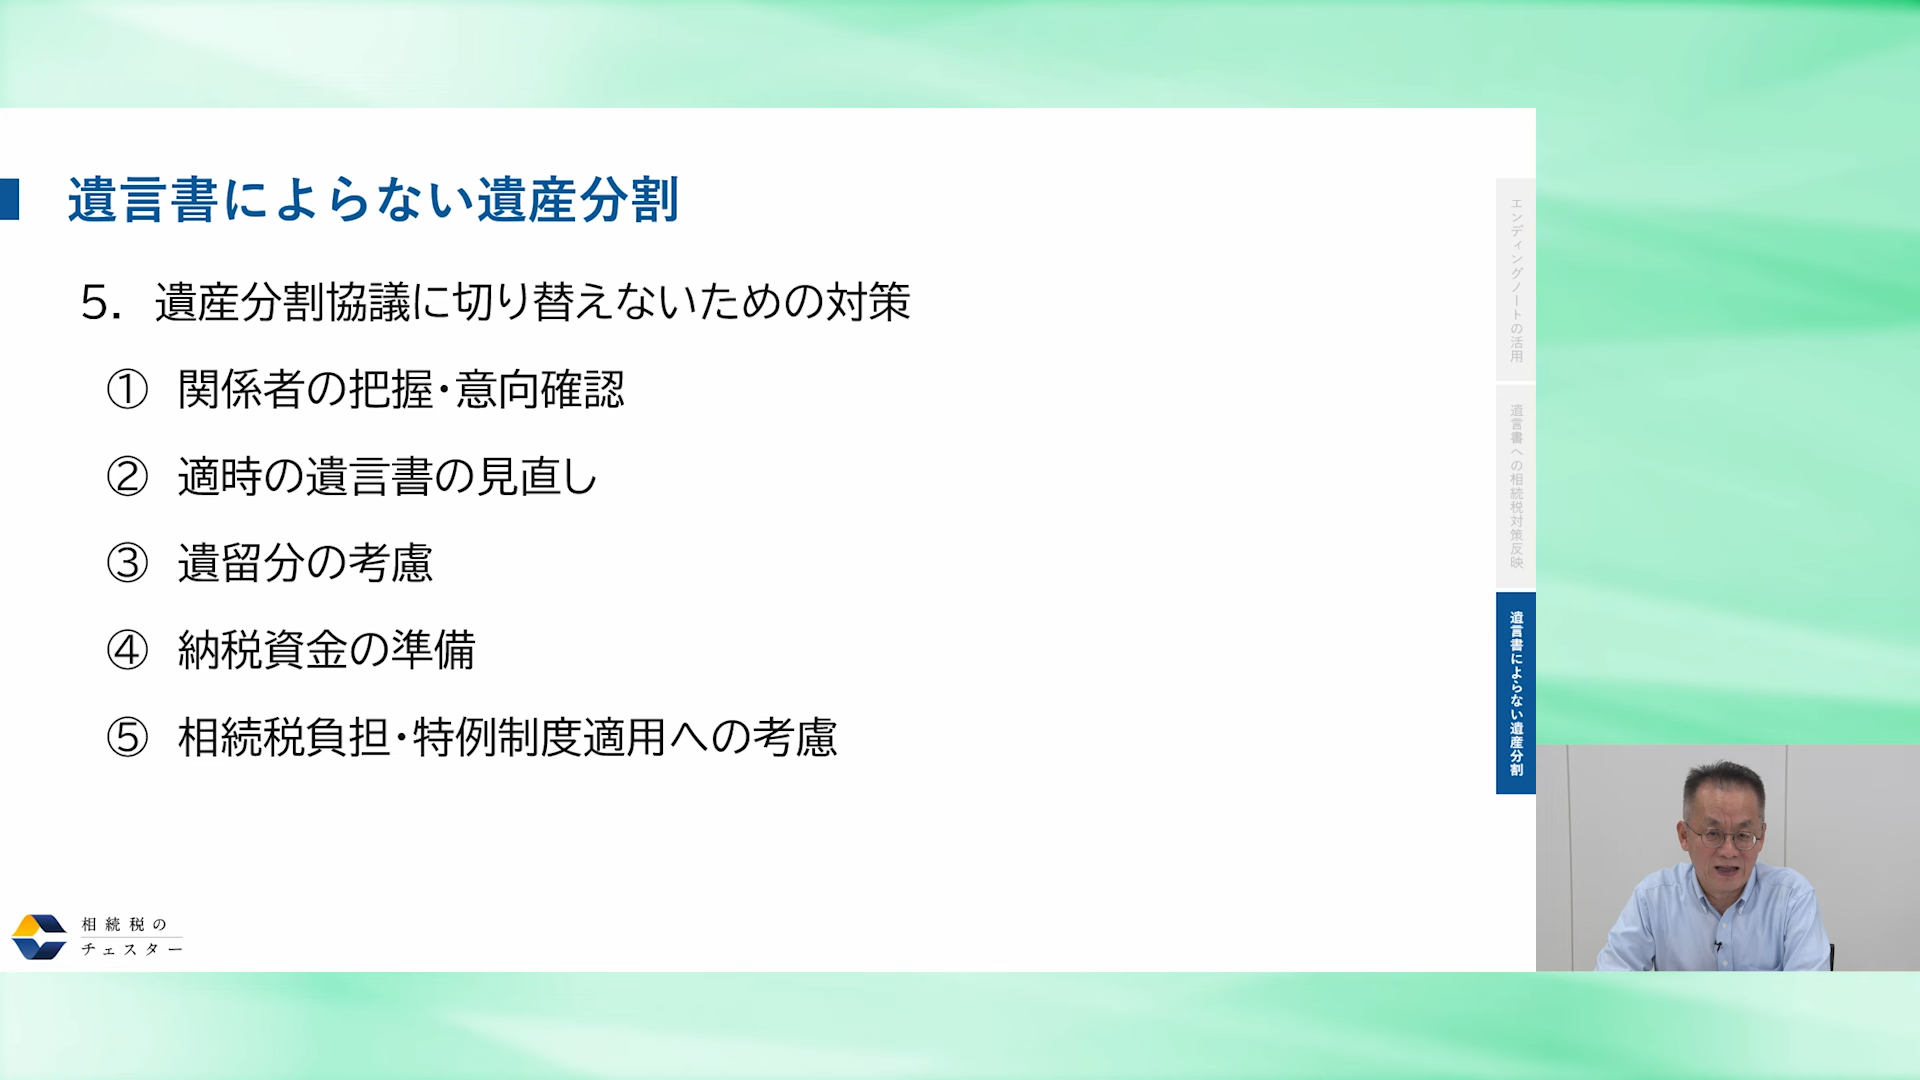 遺言書によらない遺産分割
5. 遺産分割協議に切り替えないための対策
① 関係者の把握・意向確認
② 適時の遺言書の見直し
③ 遺留分の考慮
④ 納税資金の準備
⑤ 相続税負担・特例制度適用への考慮
エンディングノートの活用
遺言書への相続税対策反映
遺言書によらない遺産分割
相続税の
チェスター